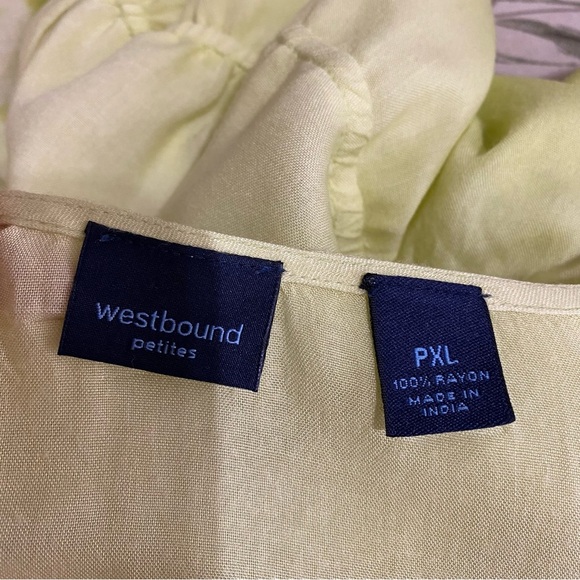 westbound
petites
PXL
100% RAYON
MADE IN
INDIA